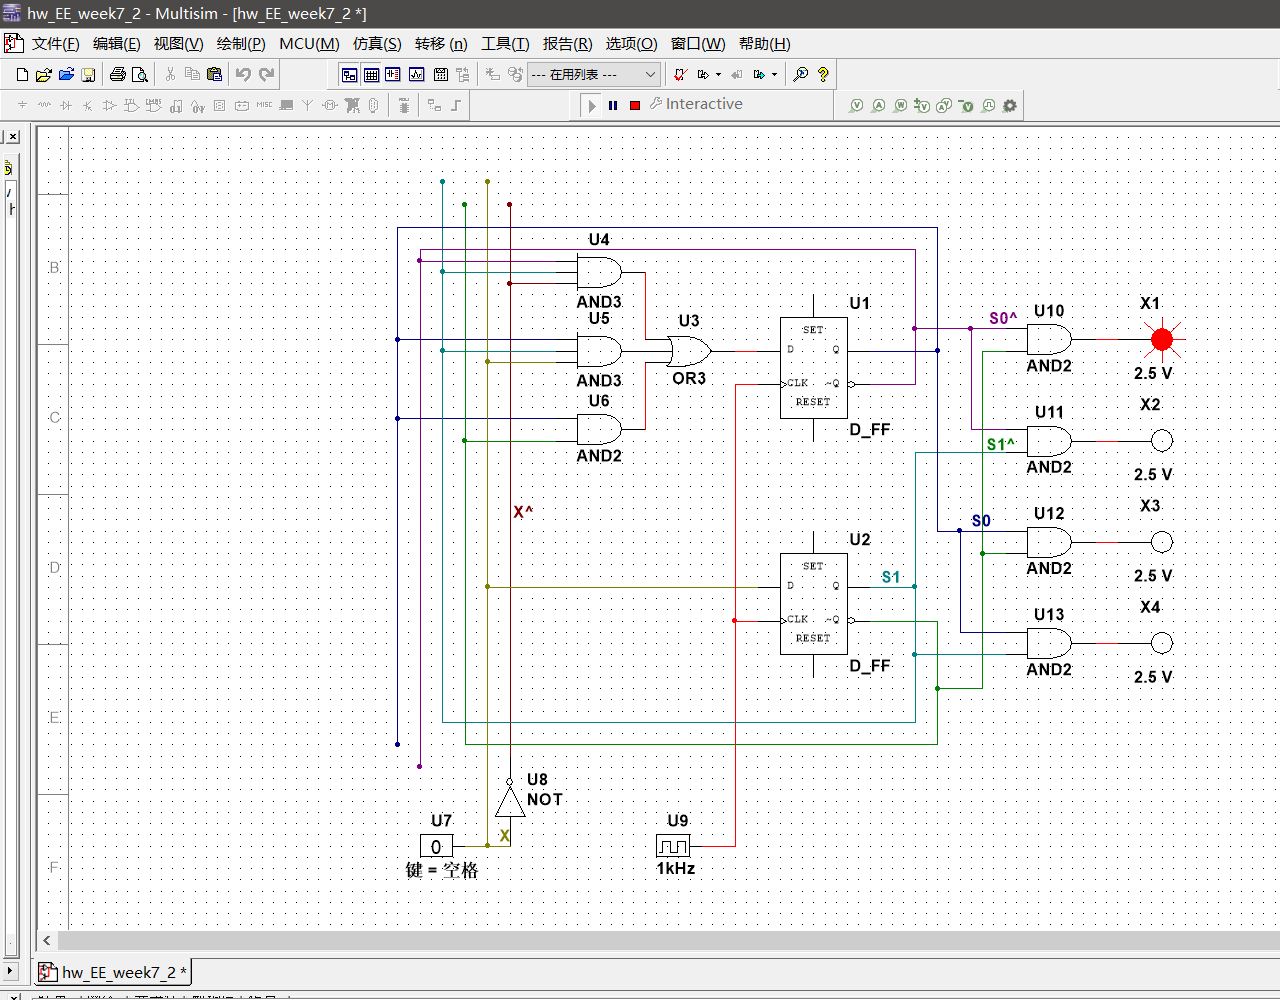 hw_EE_week7_2 - Multisim - [hw_EE_week7_2 *]
文件(F) 编辑(E) 视图(V) 绘制(P) MCU(M) 仿真(S) 转移 (n) 工具(T) 报告(R) 选项(O) 窗口(W) 帮助(H)
--- 在用列表 ---
MISC Interactive
B
C
D
E
F
U4
AND3
U5
AND3
U6
AND2
U3
OR3
U1
SET
D Q
CLK ~Q
RESET
D_FF
U2
SET
D Q
CLK ~Q
RESET
D_FF
S0^
U10
AND2
X1
2.5 V
S1^
U11
AND2
X2
2.5 V
S0
U12
AND2
X3
2.5 V
S1
U13
AND2
X4
2.5 V
X^
U8
NOT
U7
0
X
键 = 空格
U9
1kHz
hw_EE_week7_2 *